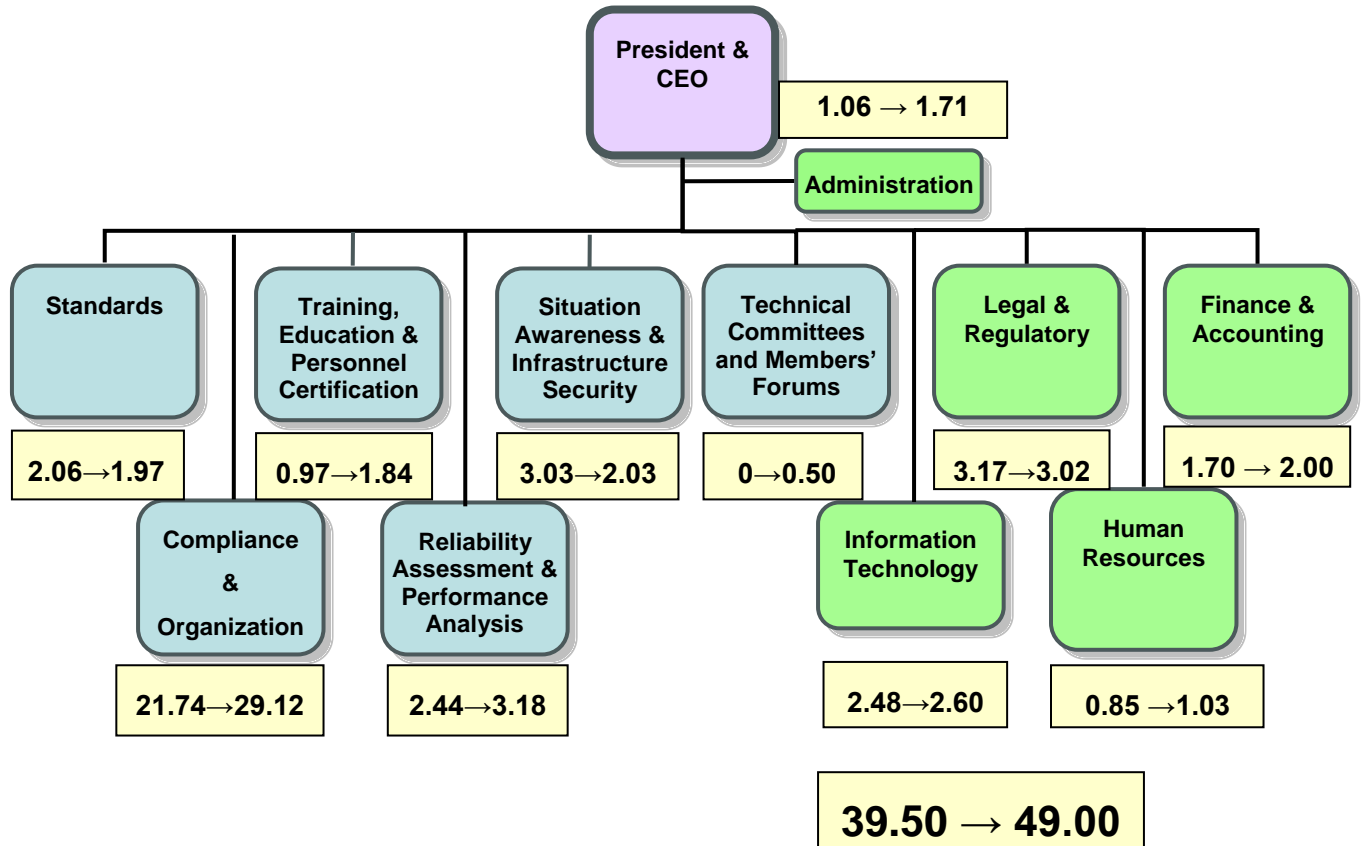 President &
CEO
1.06 → 1.71
Administration
Standards
Training,
Education &
Personnel
Certification
Situation
Awareness &
Infrastructure
Security
Technical
Committees
and Members’
Forums
Legal &
Regulatory
Finance &
Accounting
2.06→1.97
0.97→1.84
3.03→2.03
0→0.50
3.17→3.02
1.70 → 2.00
Compliance
&
Organization
Reliability
Assessment &
Performance
Analysis
Information
Technology
Human
Resources
21.74→29.12
2.44→3.18
2.48→2.60
0.85 →1.03
39.50 → 49.00